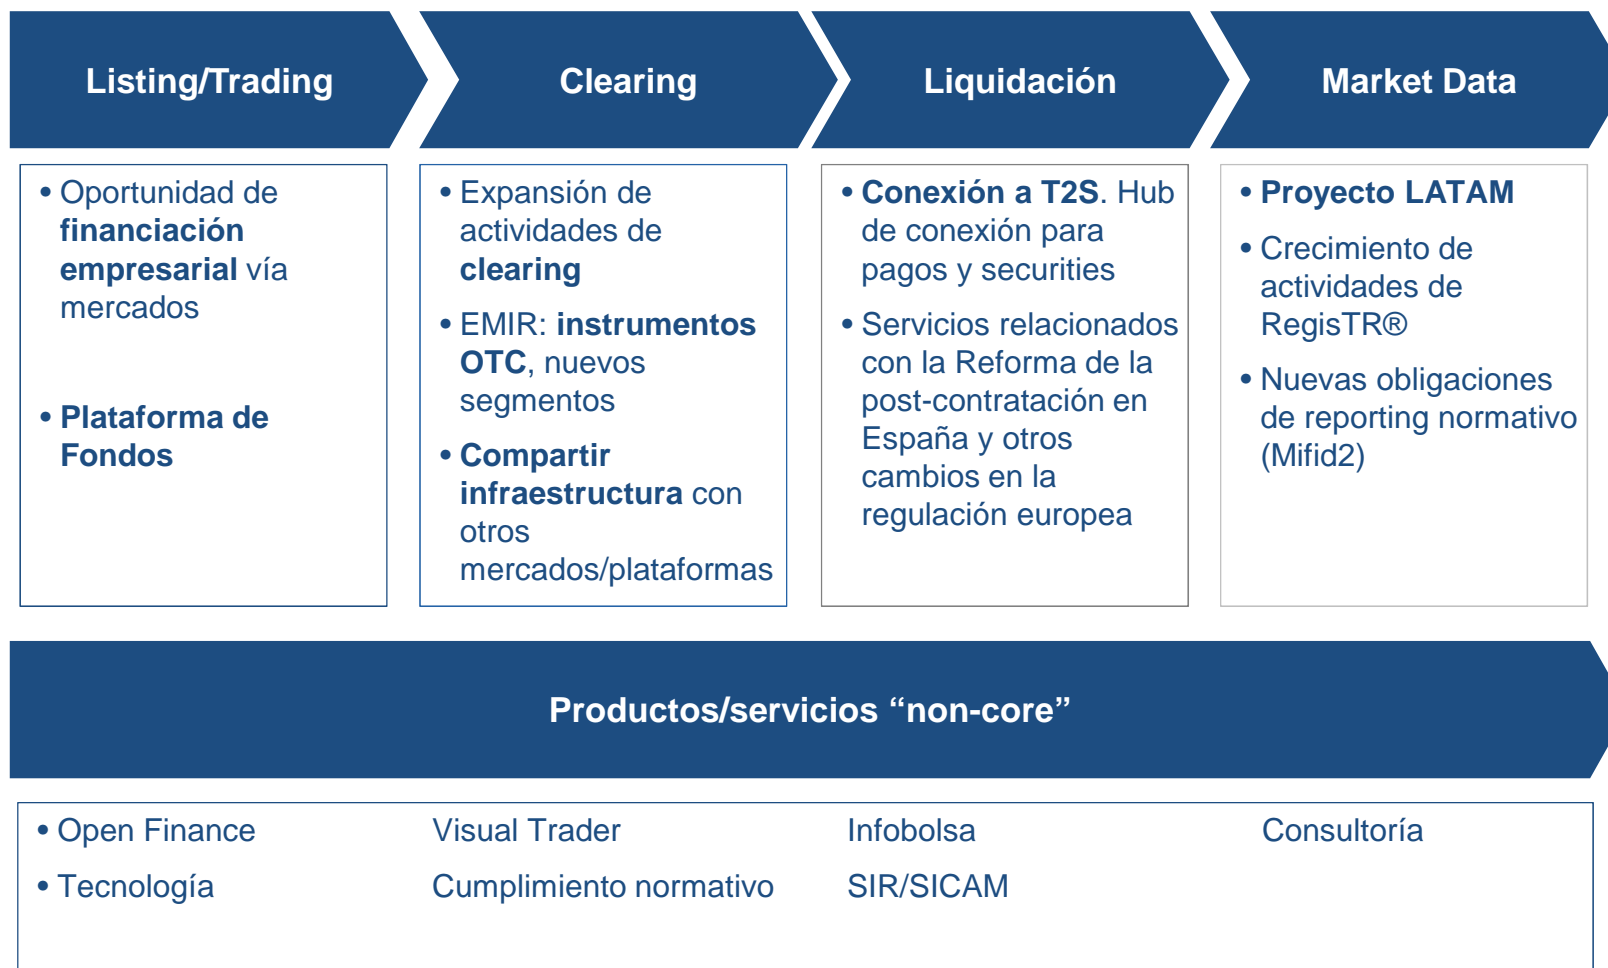 Listing/Trading
Clearing
Liquidación
Market Data
• Oportunidad de
financiación
empresarial vía
mercados
• Plataforma de
Fondos
• Expansión de
actividades de
clearing
• EMIR: instrumentos
OTC, nuevos
segmentos
• Compartir
infraestructura con
otros
mercados/plataformas
• Conexión a T2S. Hub
de conexión para
pagos y securities
• Servicios relacionados
con la Reforma de la
post-contratación en
España y otros
cambios en la
regulación europea
• Proyecto LATAM
• Crecimiento de
actividades de
RegisTR®
• Nuevas obligaciones
de reporting normativo
(Mifid2)
Productos/servicios “non-core”
• Open Finance Visual Trader Infobolsa Consultoría
• Tecnología Cumplimiento normativo SIR/SICAM